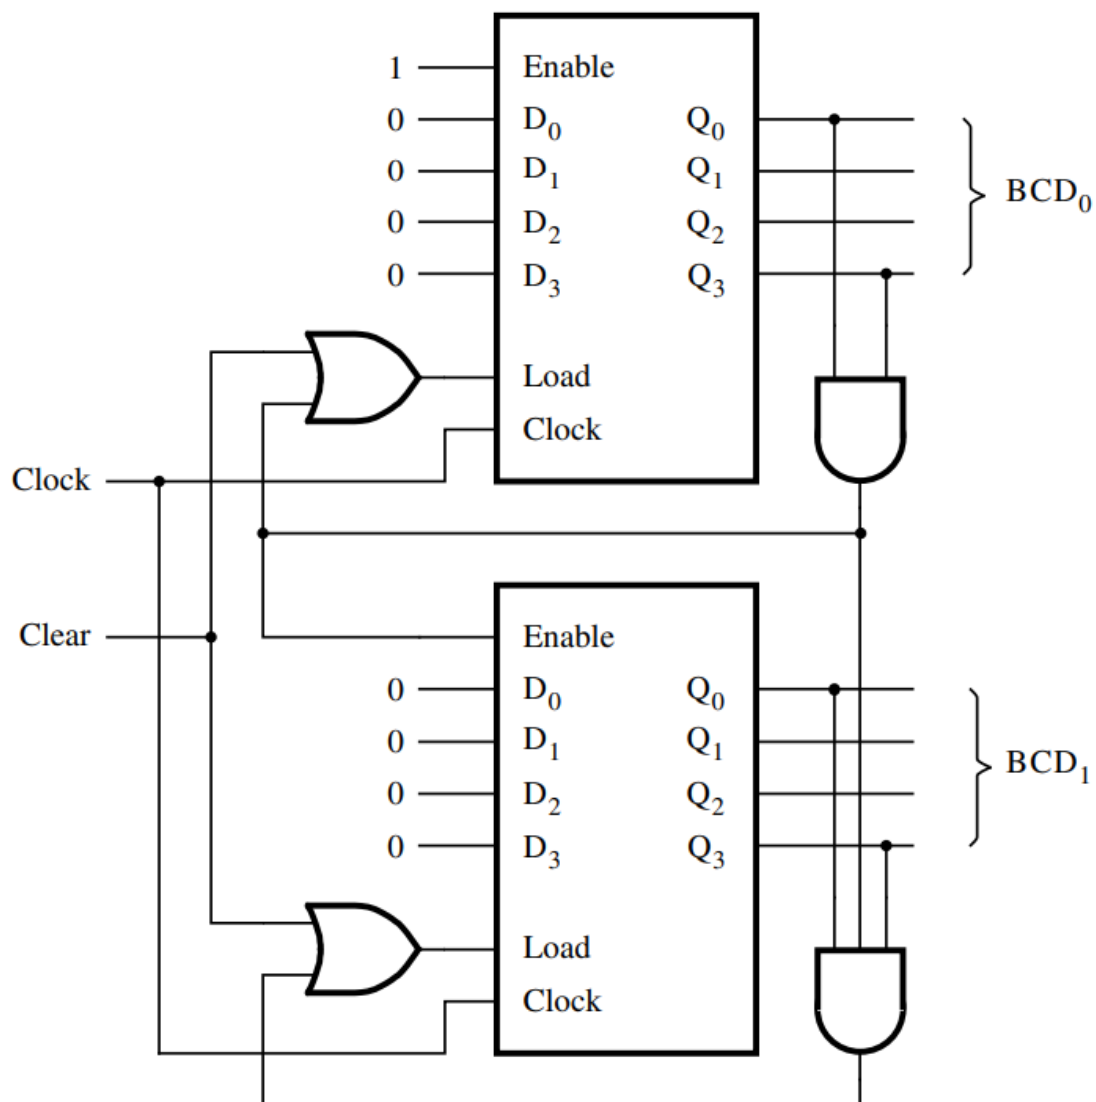 1 Enable
0 D0 Q0
0 D1 Q1
BCD0
0 D2 Q2
0 D3 Q3
Load
Clock
Clock
Clear Enable
0 D0 Q0
0 D1 Q1
BCD1
0 D2 Q2
0 D3 Q3
Load
Clock